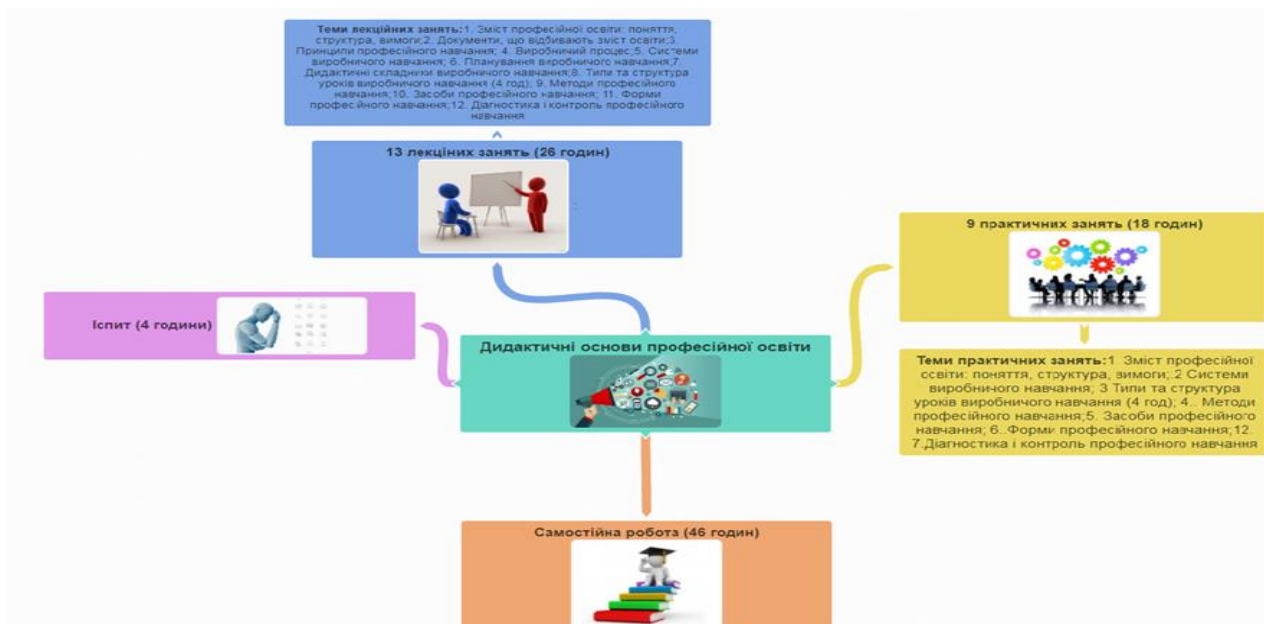 Теми лекційних занять:1. Зміст професійної освіти: поняття,
структура, вимоги;2. Документи, що відбивають зміст освіти;3.
Принципи професійного навчання; 4. Виробничий процес;5. Системи
виробничого навчання; 6. Планування виробничого навчання;7.
Дидактичні складники виробничого навчання;8. Типи та структура
уроків виробничого навчання (4 год); 9. Методи професійного
навчання;10. Засоби професійного навчання; 11. Форми
професійного навчання;12. Діагностика і контроль професійного
навчання
13 лекціних занять (26 годин)
9 практичних занять (18 годин)
Іспит (4 години)
Дидактичні основи професійної освіти
Теми практичних занять:1. Зміст професійної
освіти: поняття, структура, вимоги;.2 Системи
виробничого навчання; 3 Типи та структура
уроків виробничого навчання (4 год); 4.. Методи
професійного навчання;5. Засоби професійного
навчання; 6..Форми професійного навчання;12.
7.Діагностика і контроль професійного навчання
Самостійна робота (46 годин)